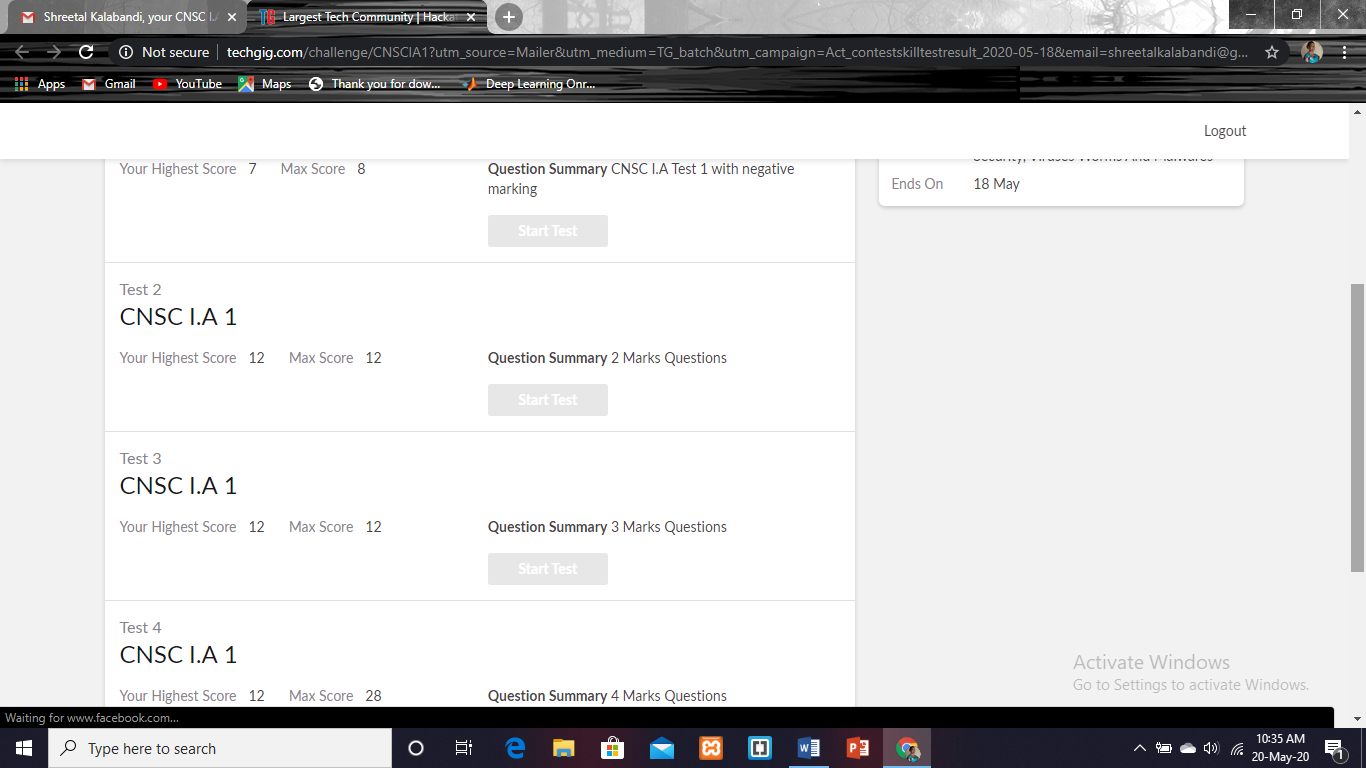 Shreetal Kalabandi, your CNSC I.
Largest Tech Community | Hacka
Not secure
techgig.com/challenge/CNSCIA1?utm_source=Mailer&utm_medium=TG_batch&utm_campaign=Act_contestskilltestresult_2020-05-18&email=shreetalkalabandi@g...
Apps Gmail YouTube Maps Thank you for dow... Deep Learning Onr...
Logout
Security, Viruses Worms And Malwares
Your Highest Score 7 Max Score 8
Question Summary CNSC I.A Test 1 with negative
marking
Start Test
Ends On 18 May
Test 2
CNSC I.A 1
Your Highest Score 12 Max Score 12
Question Summary 2 Marks Questions
Start Test
Test 3
CNSC I.A 1
Your Highest Score 12 Max Score 12
Question Summary 3 Marks Questions
Start Test
Test 4
CNSC I.A 1
Your Highest Score 12 Max Score 28
Question Summary 4 Marks Questions
Activate Windows
Go to Settings to activate Windows.
Waiting for www.facebook.com...
Type here to search
10:35 AM
20-May-20
1